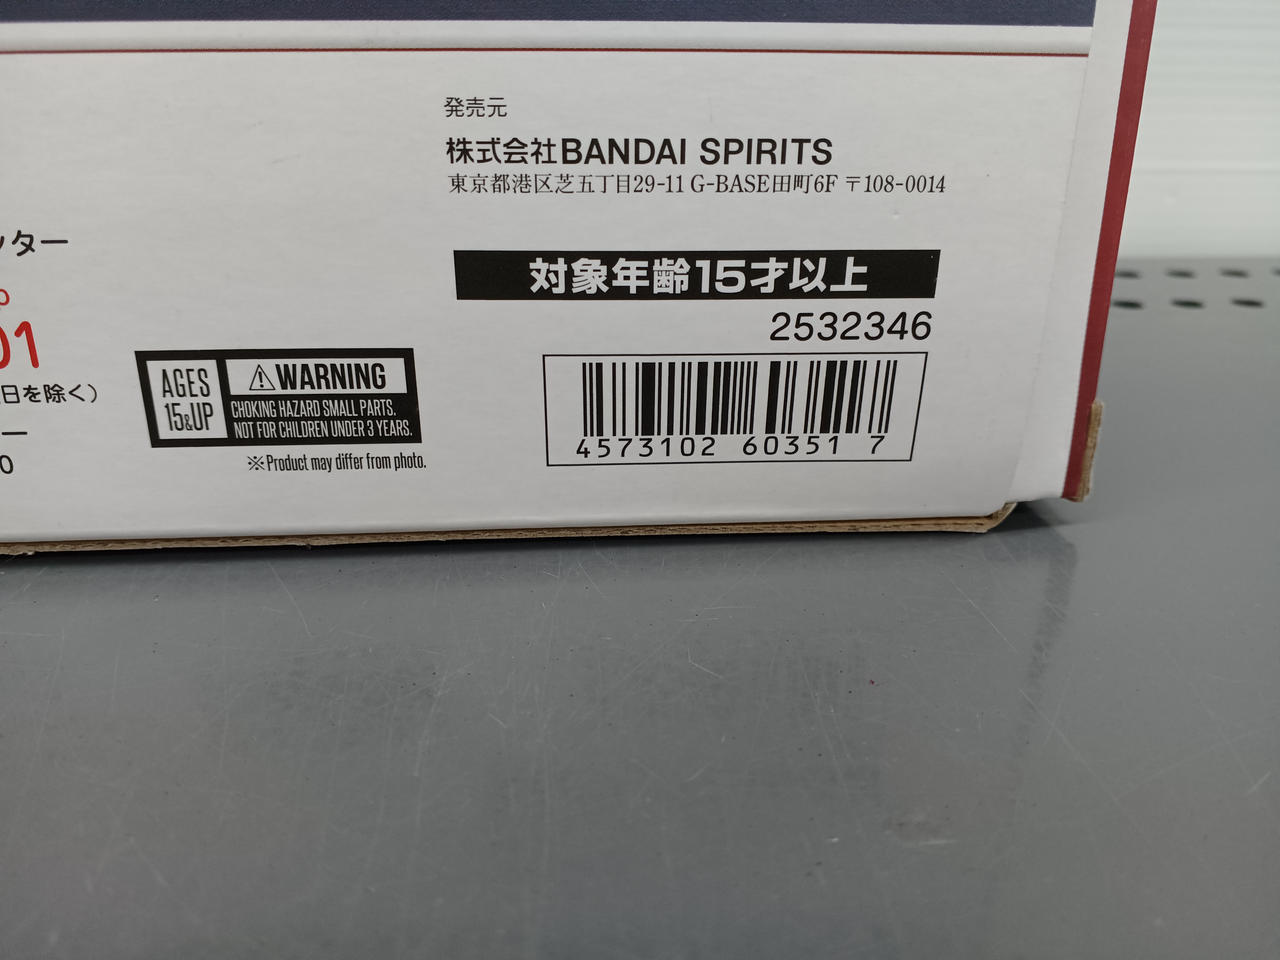 発売元
株式会社BANDAI SPIRITS
東京都港区芝五丁目29-11 G-BASE田町6F 〒108-0014
ンター
p
01
日を除く）
ー
0
対象年齢15才以上
2532346
AGES
15&UP
⚠WARNING
CHOKING HAZARD SMALL PARTS.
NOT FOR CHILDREN UNDER 3 YEARS.
※Product may differ from photo.
4573102 60351 7